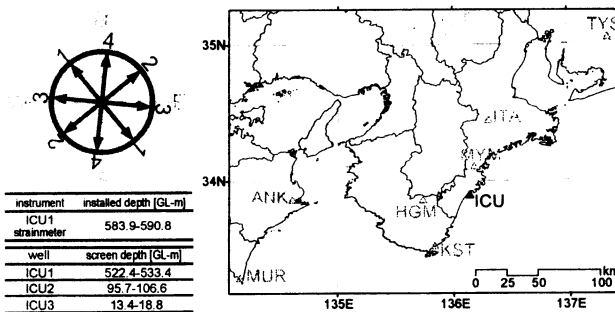 4
1 2
3 3
2 1
4
instrument installed depth [GL-m]
ICU1 strainmeter 583.9-590.8
well screen depth [GL-m]
ICU1 522.4-533.4
ICU2 95.7-106.6
ICU3 13.4-18.8
35N
34N
135E 136E 137E
TYS
ITA
MYM
ICU
ANK
HGM
KST
MUR
0 25 50 100
km